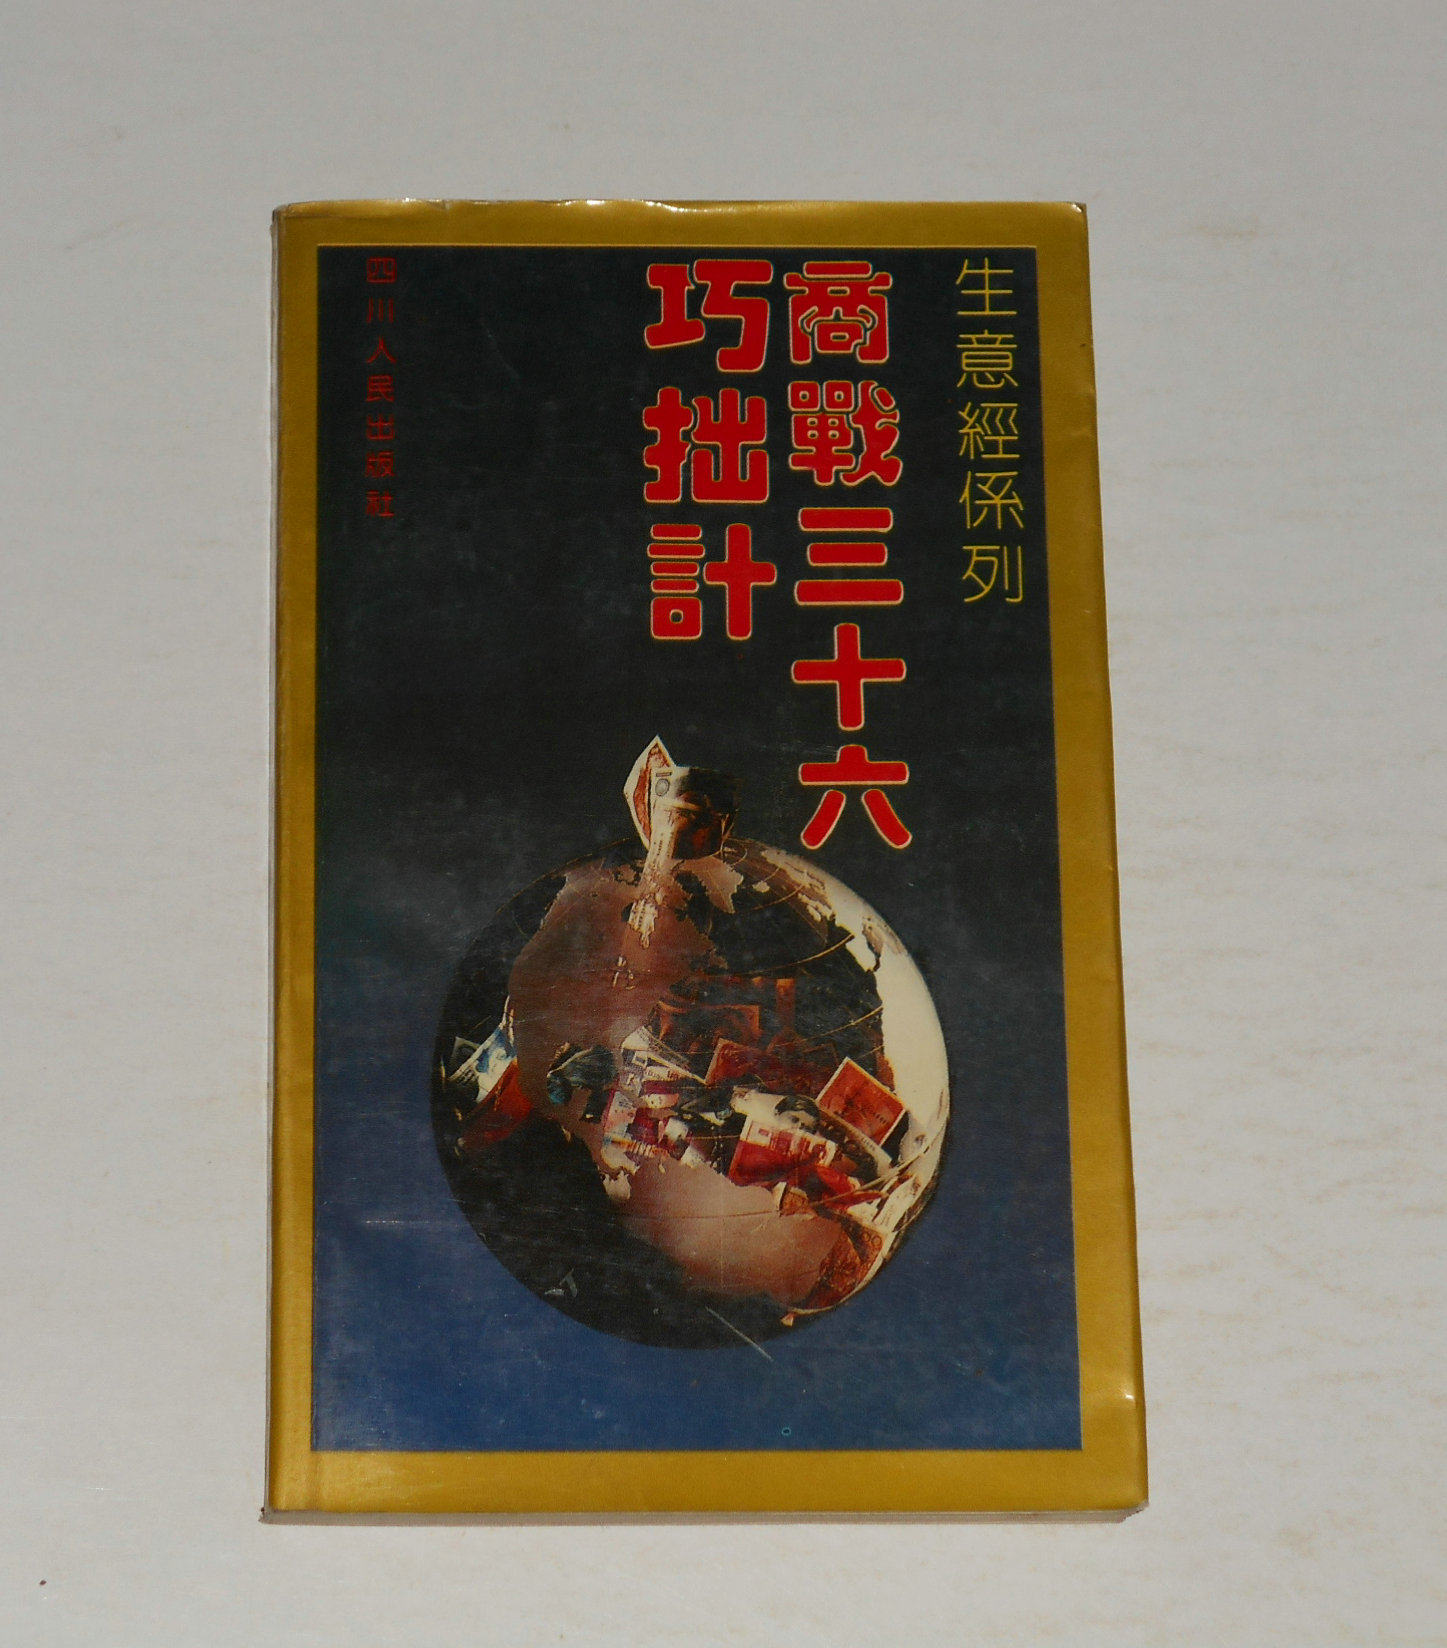 生意經係列
商戰三十六
巧拙計
四川人民出版社